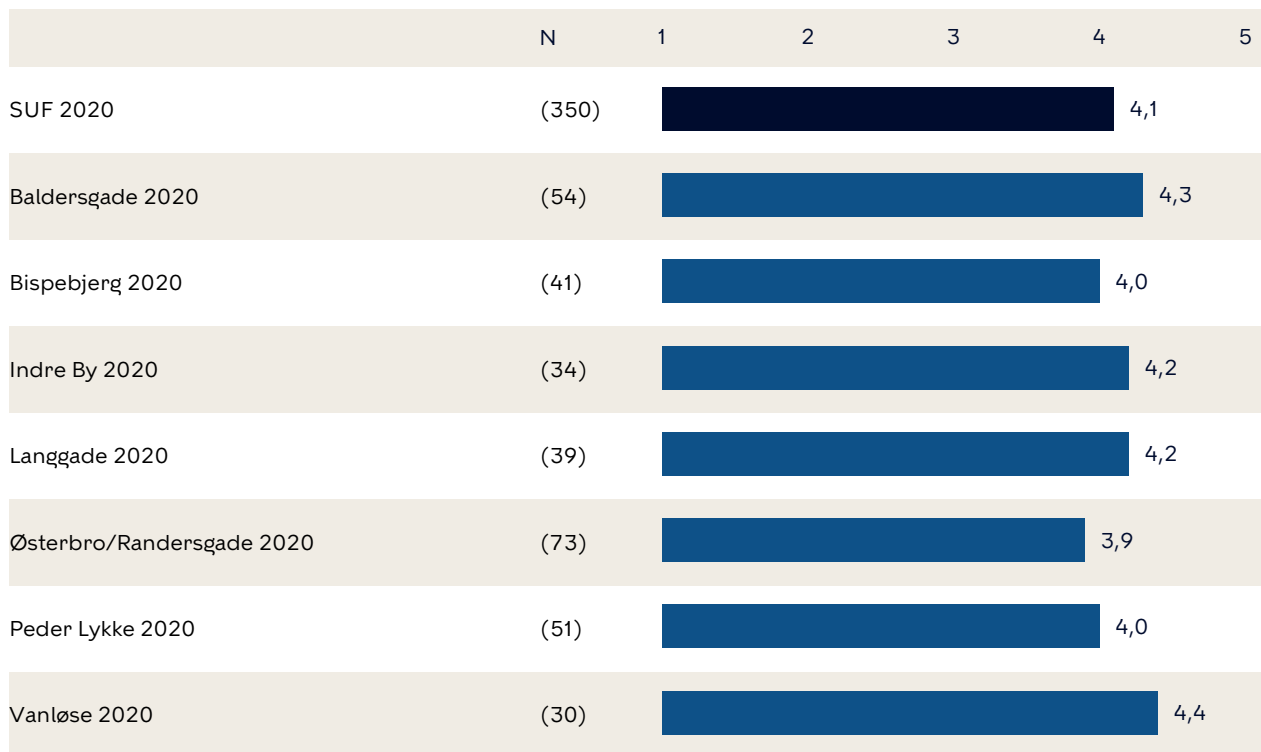 N 1 2 3 4 5
SUF 2020 (350) 4,1
Baldersgade 2020 (54) 4,3
Bispebjerg 2020 (41) 4,0
Indre By 2020 (34) 4,2
Langgade 2020 (39) 4,2
Østerbro/Randersgade 2020 (73) 3,9
Peder Lykke 2020 (51) 4,0
Vanløse 2020 (30) 4,4